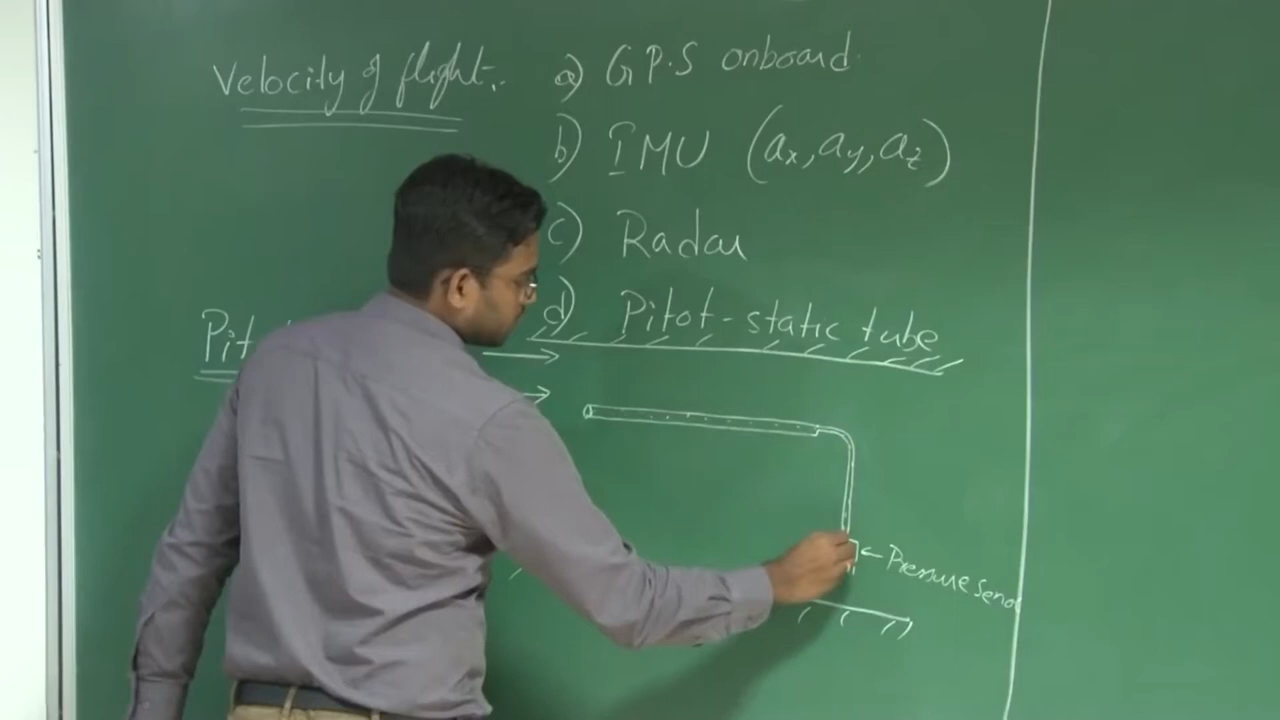 Velocity of flight.
a) G.P.S onboard
b) IMU (ax, ay, az)
c) Radar
d) Pitot-static tube
Pit
← Pressure Senso